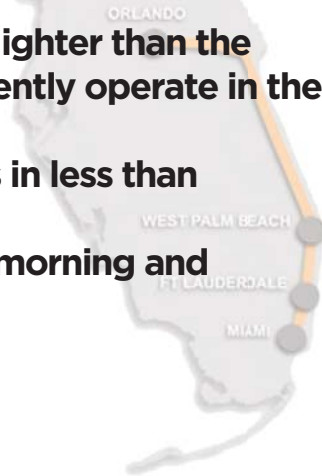 ORLANDO
ighter than the
ently operate in the
s in less than
WEST PALM BEACH
morning and
FT LAUDERDALE
MIAMI